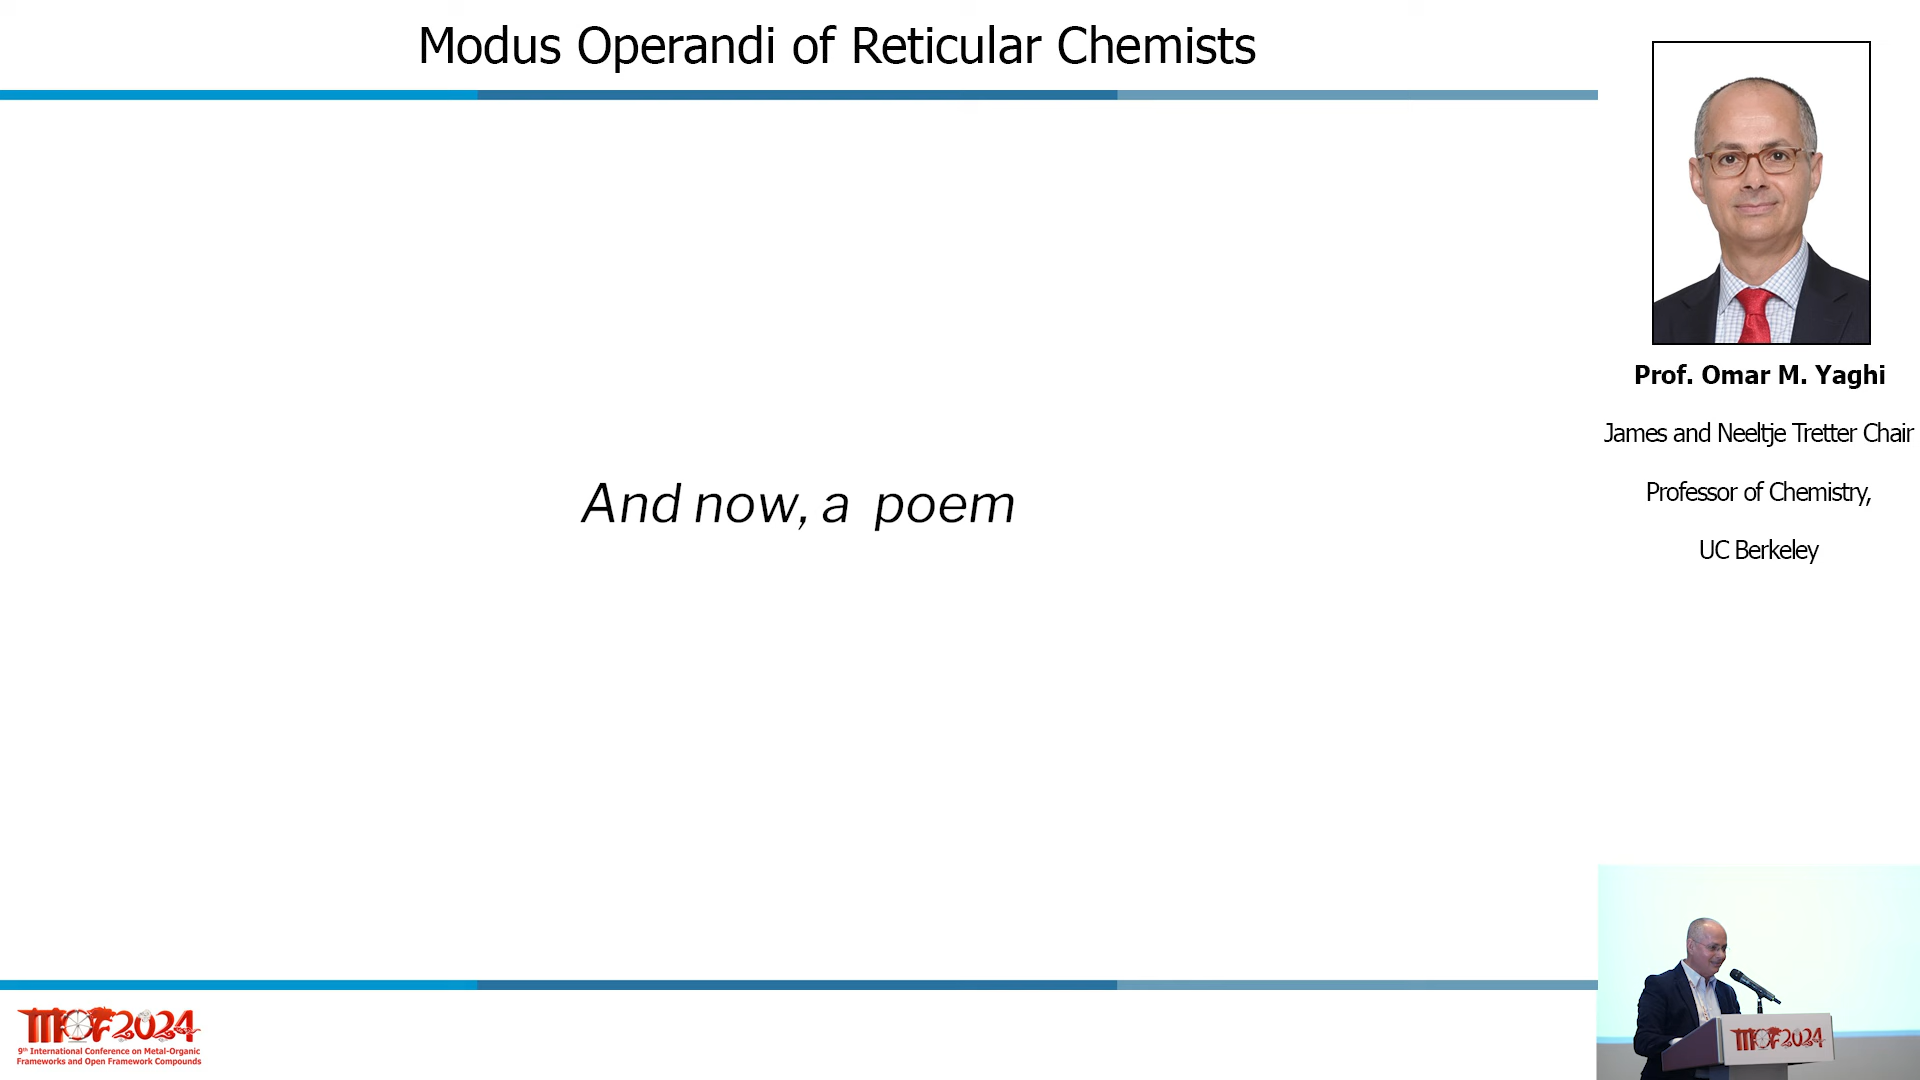 Modus Operandi of Reticular Chemists
And now, a poem
Prof. Omar M. Yaghi
James and Neeltje Tretter Chair
Professor of Chemistry,
UC Berkeley
MOF2024
9th International Conference on Metal-Organic
Frameworks and Open Framework Compounds
MOF2024